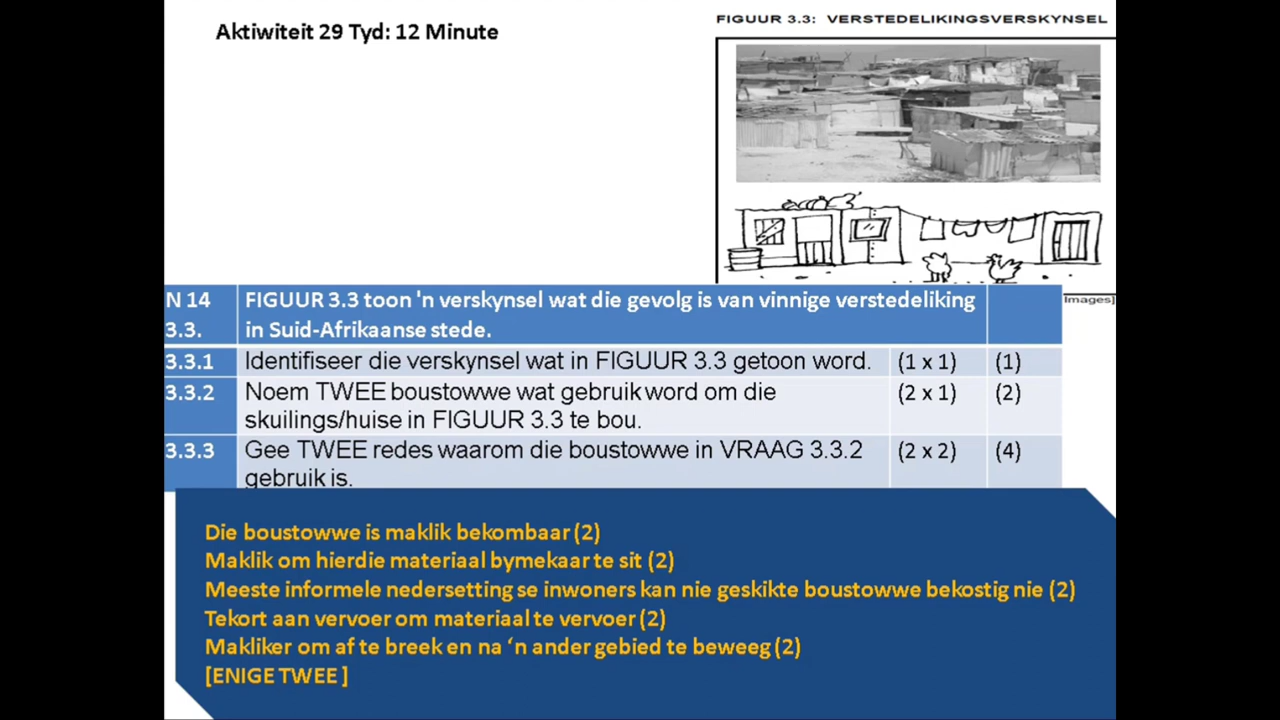 Aktiwiteit 29 Tyd: 12 Minute
FIGUUR 3.3: VERSTEDELIKINGSVERSKYNSEL
Images]
N 14 FIGUUR 3.3 toon 'n verskynsel wat die gevolg is van vinnige verstedeliking
3.3. in Suid-Afrikaanse stede.
3.3.1 Identifiseer die verskynsel wat in FIGUUR 3.3 getoon word. (1 x 1) (1)
3.3.2 Noem TWEE boustowwe wat gebruik word om die (2 x 1) (2)
skuilings/huise in FIGUUR 3.3 te bou.
3.3.3 Gee TWEE redes waarom die boustowwe in VRAAG 3.3.2 (2 x 2) (4)
gebruik is.
Die boustowwe is maklik bekombaar (2)
Maklik om hierdie materiaal bymekaar te sit (2)
Meeste informele nedersetting se inwoners kan nie geskikte boustowwe bekostig nie (2)
Tekort aan vervoer om materiaal te vervoer (2)
Makliker om af te breek en na ‘n ander gebied te beweeg (2)
[ENIGE TWEE ]